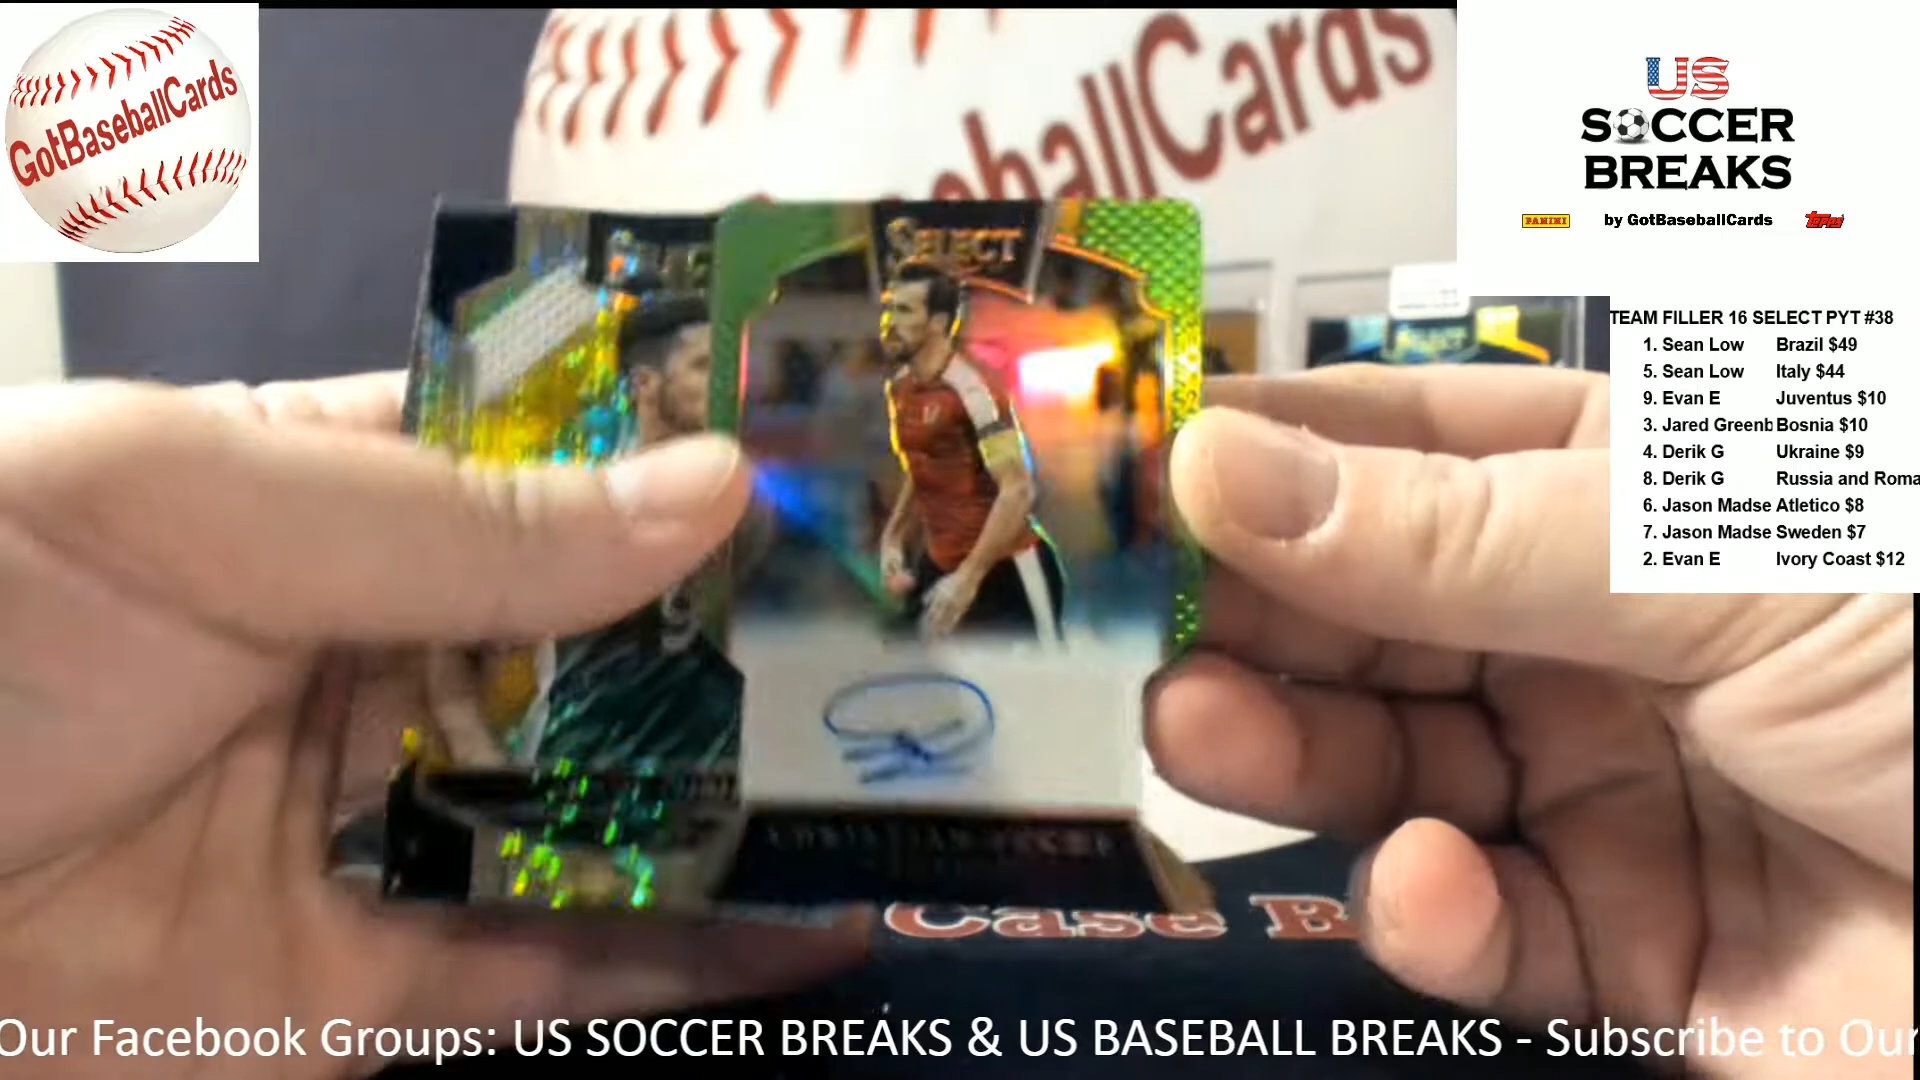 GotBaseballCards
ballCards
US
SOCCER
BREAKS
PANINI by GotBaseballCards Topps
SELECT
TEAM FILLER 16 SELECT PYT #38
1. Sean Low Brazil $49
5. Sean Low Italy $44
9. Evan E Juventus $10
3. Jared Greenb Bosnia $10
4. Derik G Ukraine $9
8. Derik G Russia and Roma
6. Jason Madse Atletico $8
7. Jason Madse Sweden $7
2. Evan E Ivory Coast $12
9
Case B
Our Facebook Groups: US SOCCER BREAKS & US BASEBALL BREAKS - Subscribe to Our